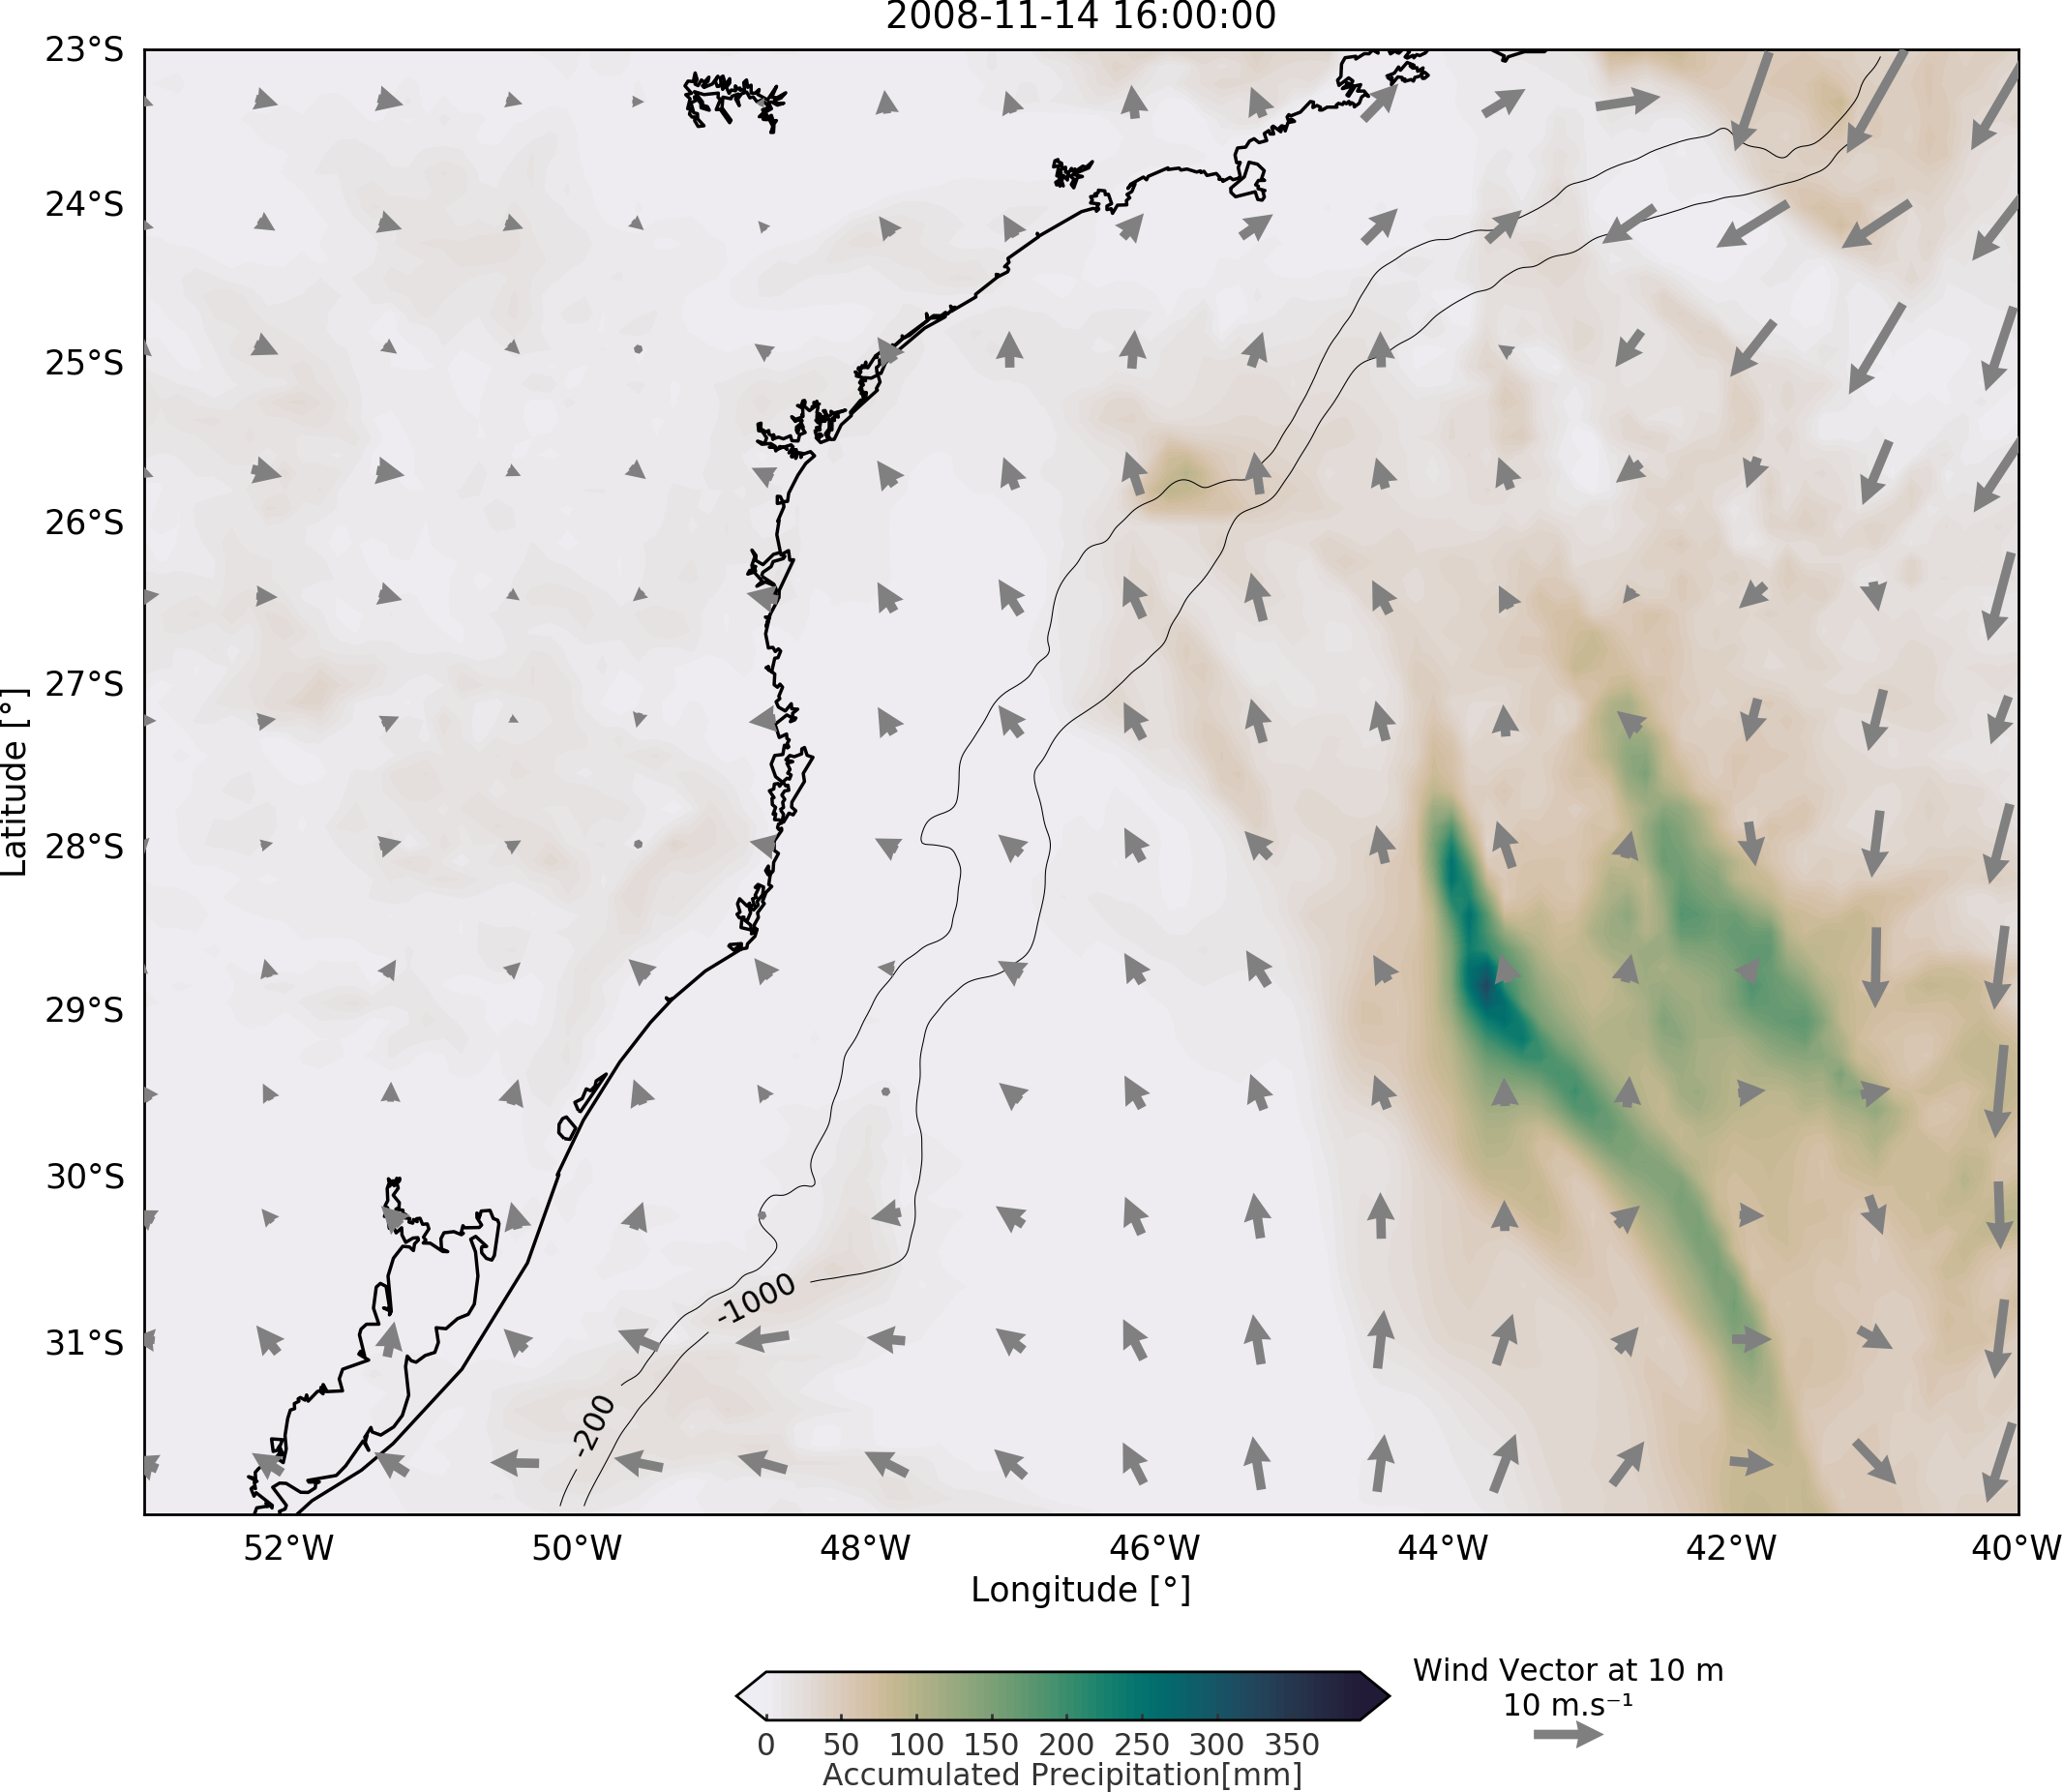 2008-11-14 16:00:00
23°S
24°S
25°S
26°S
27°S
28°S
29°S
30°S
31°S
Latitude [°]
-1000
-200
52°W 50°W 48°W 46°W 44°W 42°W 40°W
Longitude [°]
Wind Vector at 10 m
10 m.s⁻¹
0 50 100 150 200 250 300 350
Accumulated Precipitation[mm]